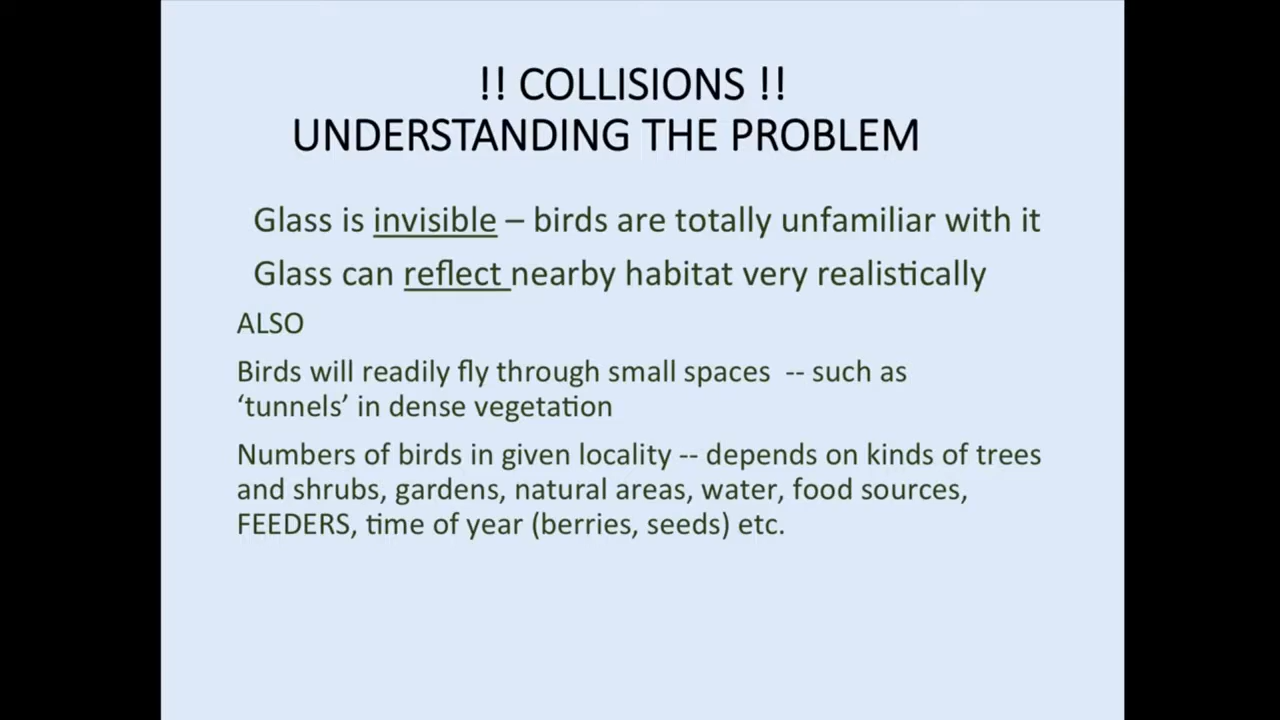 !! COLLISIONS !!
UNDERSTANDING THE PROBLEM
Glass is invisible – birds are totally unfamiliar with it
Glass can reflect nearby habitat very realistically
ALSO
Birds will readily fly through small spaces  -- such as
‘tunnels’ in dense vegetation
Numbers of birds in given locality -- depends on kinds of trees
and shrubs, gardens, natural areas, water, food sources,
FEEDERS, time of year (berries, seeds) etc.